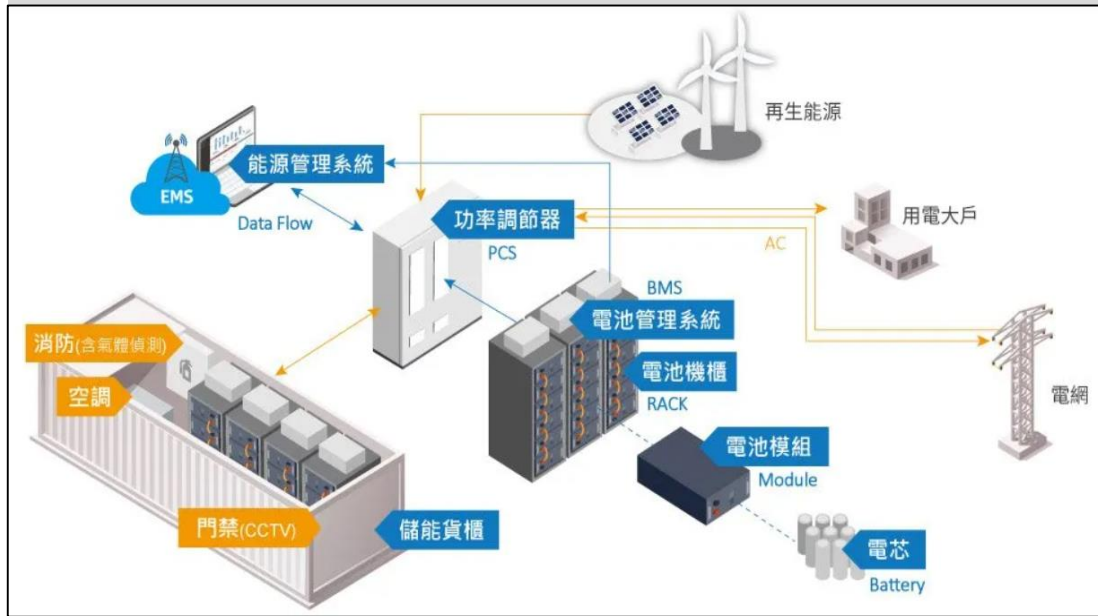 再生能源
能源管理系統
EMS
Data Flow
功率調節器
PCS
用電大戶
AC
BMS
電池管理系統
消防(含氣體偵測)
電池機櫃
RACK
空調
電網
電池模組
Module
門禁(CCTV)
儲能貨櫃
電芯
Battery